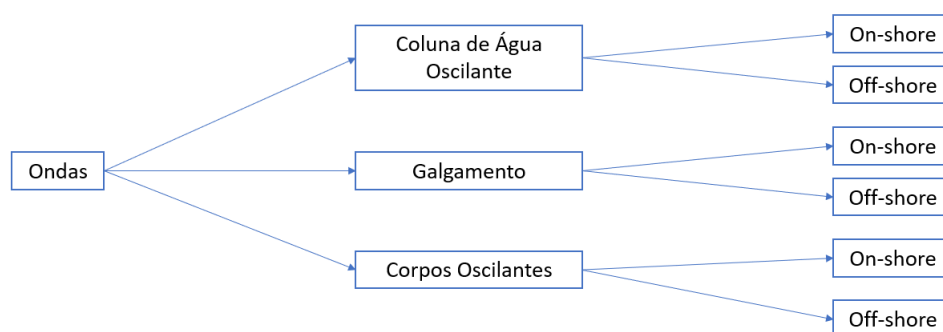 Ondas
Coluna de Água
Oscilante
On-shore
Off-shore
Galgamento
On-shore
Off-shore
Corpos Oscilantes
On-shore
Off-shore